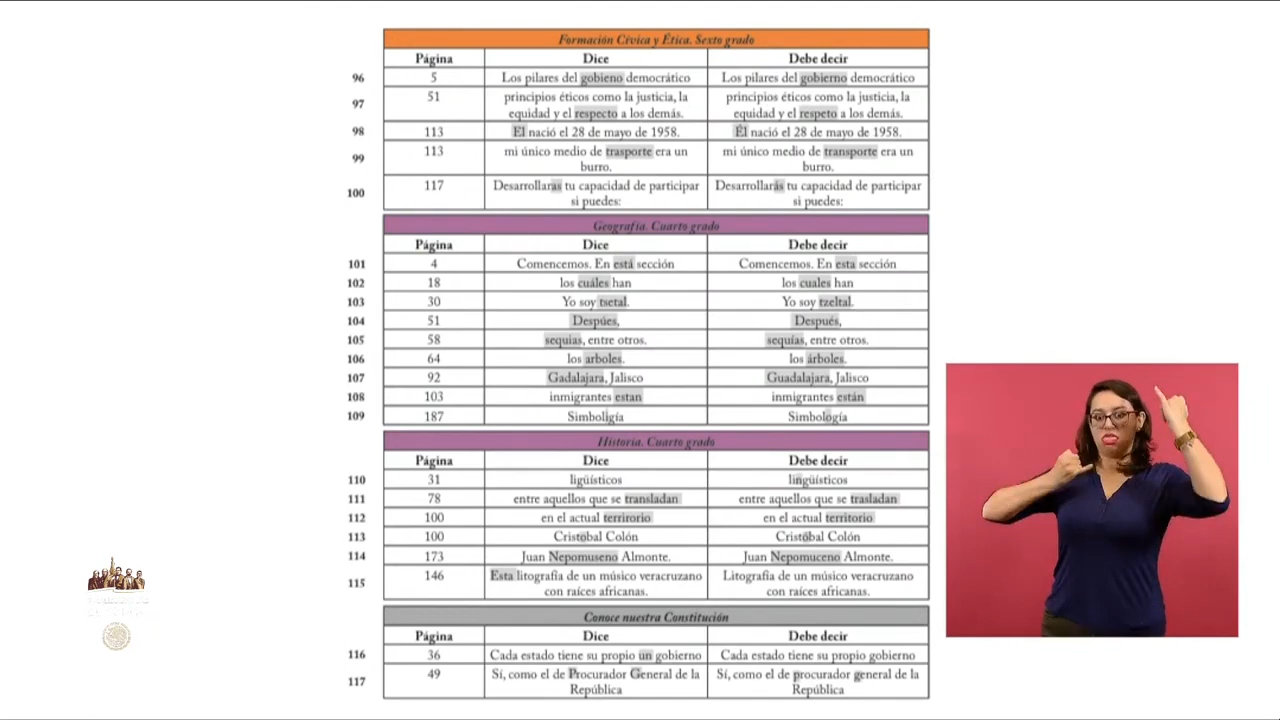 Formación Cívica y Ética. Sexto grado
Página Dice Debe decir
96 5 Los pilares del gobieno democrático Los pilares del gobierno democrático
97 51 principios éticos como la justicia, la equidad y el respecto a los demás. principios éticos como la justicia, la equidad y el respeto a los demás.
98 113 El nació el 28 de mayo de 1958. Él nació el 28 de mayo de 1958.
99 113 mi único medio de trasporte era un burro. mi único medio de transporte era un burro.
100 117 Desarrollaras tu capacidad de participar si puedes: Desarrollarás tu capacidad de participar si puedes:
Geografía. Cuarto grado
Página Dice Debe decir
101 4 Comencemos. En está sección Comencemos. En esta sección
102 18 los cuáles han los cuales han
103 30 Yo soy tsetal. Yo soy tzeltal.
104 51 Despúes, Después,
105 58 sequias, entre otros. sequías, entre otros.
106 64 los arboles. los árboles.
107 92 Gadalajara, Jalisco Guadalajara, Jalisco
108 103 inmigrantes estan inmigrantes están
109 187 Simboligía Simbología
Historia. Cuarto grado
Página Dice Debe decir
110 31 ligüísticos lingüísticos
111 78 entre aquellos que se transladan entre aquellos que se trasladan
112 100 en el actual terrirorio en el actual territorio
113 100 Cristobal Colón Cristóbal Colón
114 173 Juan Nepomuseno Almonte. Juan Nepomuceno Almonte.
115 146 Esta litografía de un músico veracruzano con raíces africanas. Litografía de un músico veracruzano con raíces africanas.
Conoce nuestra Constitución
Página Dice Debe decir
116 36 Cada estado tiene su propio un gobierno Cada estado tiene su propio gobierno
117 49 Sí, como el de Procurador General de la República Sí, como el de procurador general de la República